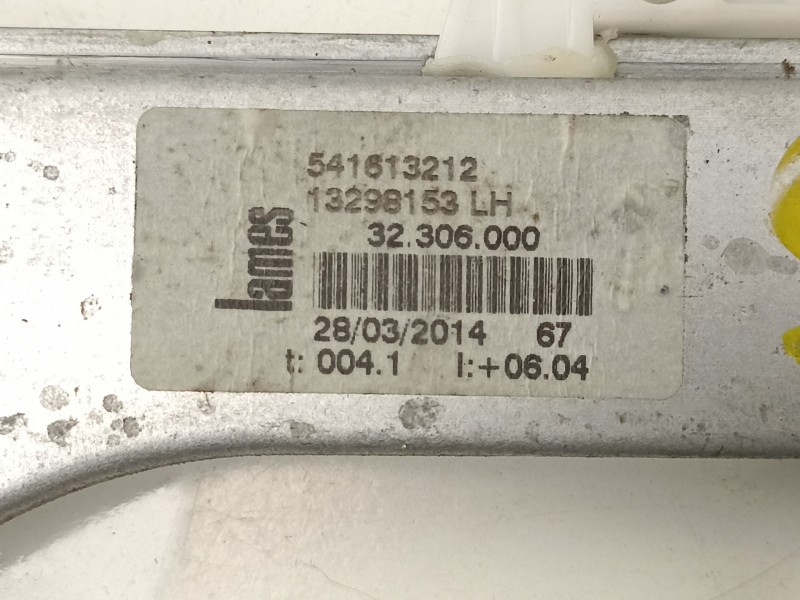 541613212
13298153 LH
32.306.000
lames
28/03/2014 67
t: 004.1 l:+06.04